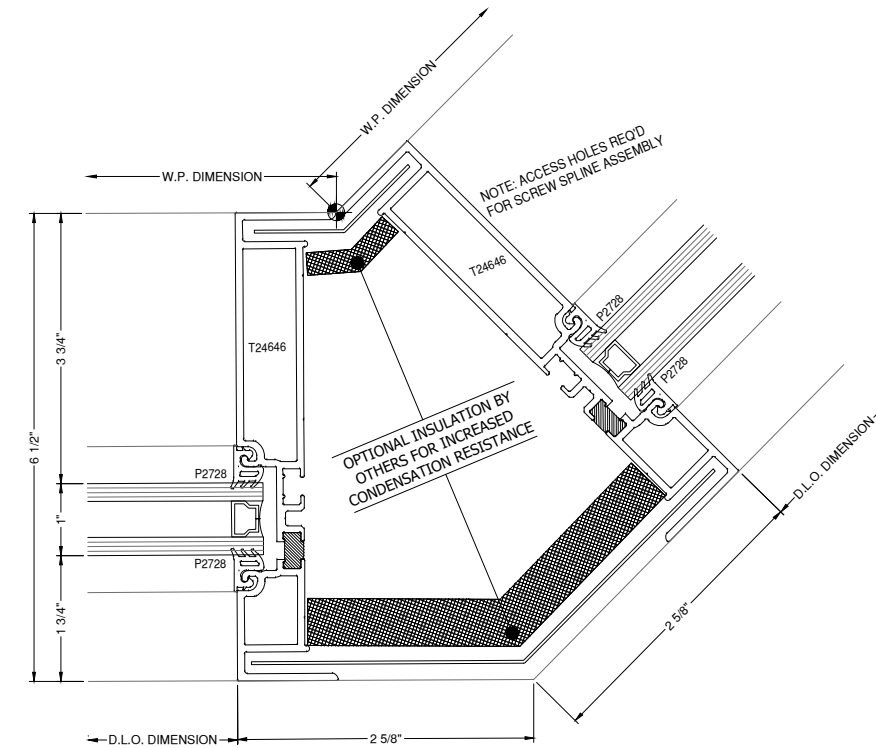 W.P. DIMENSION
W.P. DIMENSION
NOTE: ACCESS HOLES REQ'D
FOR SCREW SPLINE ASSEMBLY
T24646
P2728
P2728
T24646
3 3/4"
6 1/2"
OPTIONAL INSULATION BY
OTHERS FOR INCREASED
CONDENSATION RESISTANCE
P2728
1"
P2728
1 3/4"
D.L.O. DIMENSION
2 5/8"
D.L.O. DIMENSION
2 5/8"